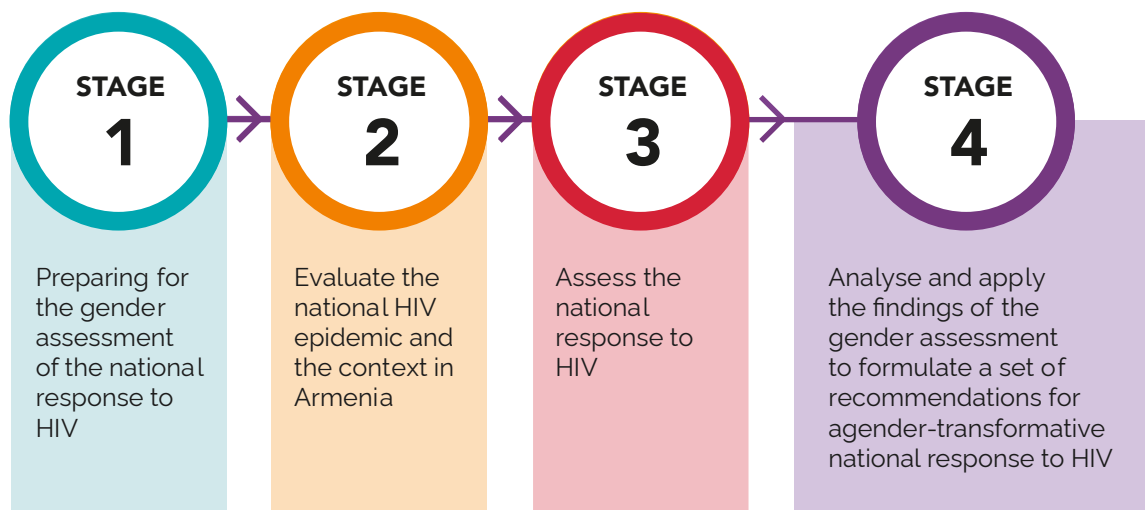 STAGE
1
Preparing for
the gender
assessment
of the national
response to
HIV
STAGE
2
Evaluate the
national HIV
epidemic and
the context in
Armenia
STAGE
3
Assess the
national
response to
HIV
STAGE
4
Analyse and apply
the findings of the
gender assessment
to formulate a set of
recommendations for
agender-transformative
national response to HIV